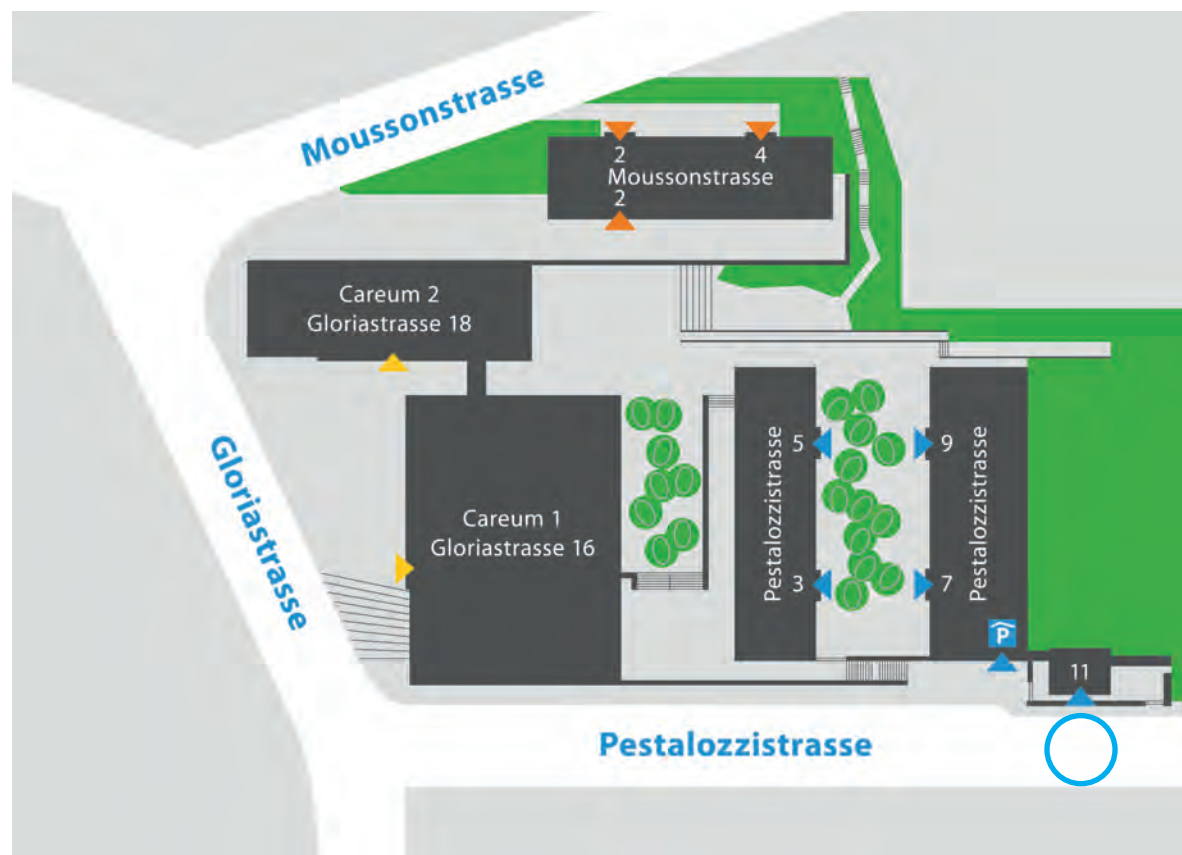 Moussonstrasse
2 4
Moussonstrasse
2
Careum 2
Gloriastrasse 18
Gloriastrasse
Careum 1
Gloriastrasse 16
5
Pestalozzistrasse
3
9
Pestalozzistrasse
7
P
11
Pestalozzistrasse